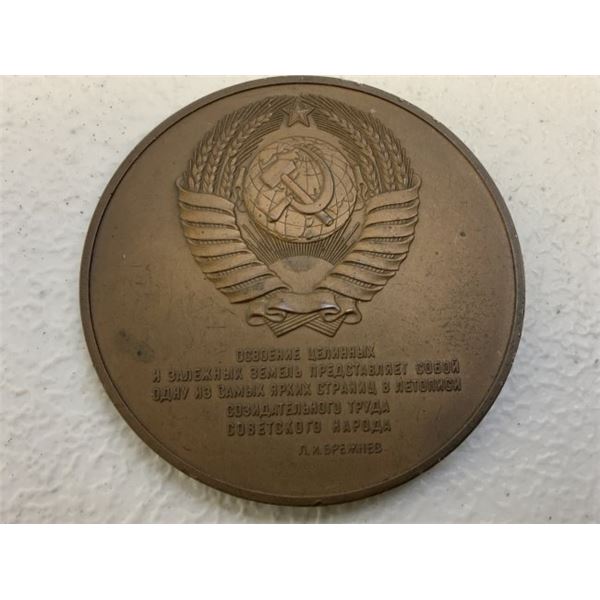 ОСВОЕНИЕ ЦЕЛИННЫХ
И ЗАЛЕЖНЫХ ЗЕМЕЛЬ ПРЕДСТАВЛЯЕТ СОБОЙ
ОДНУ ИЗ САМЫХ ЯРКИХ СТРАНИЦ В ЛЕТОПИСИ
СОЗИДАТЕЛЬНОГО ТРУДА
СОВЕТСКОГО НАРОДА
Л. И. БРЕЖНЕВ